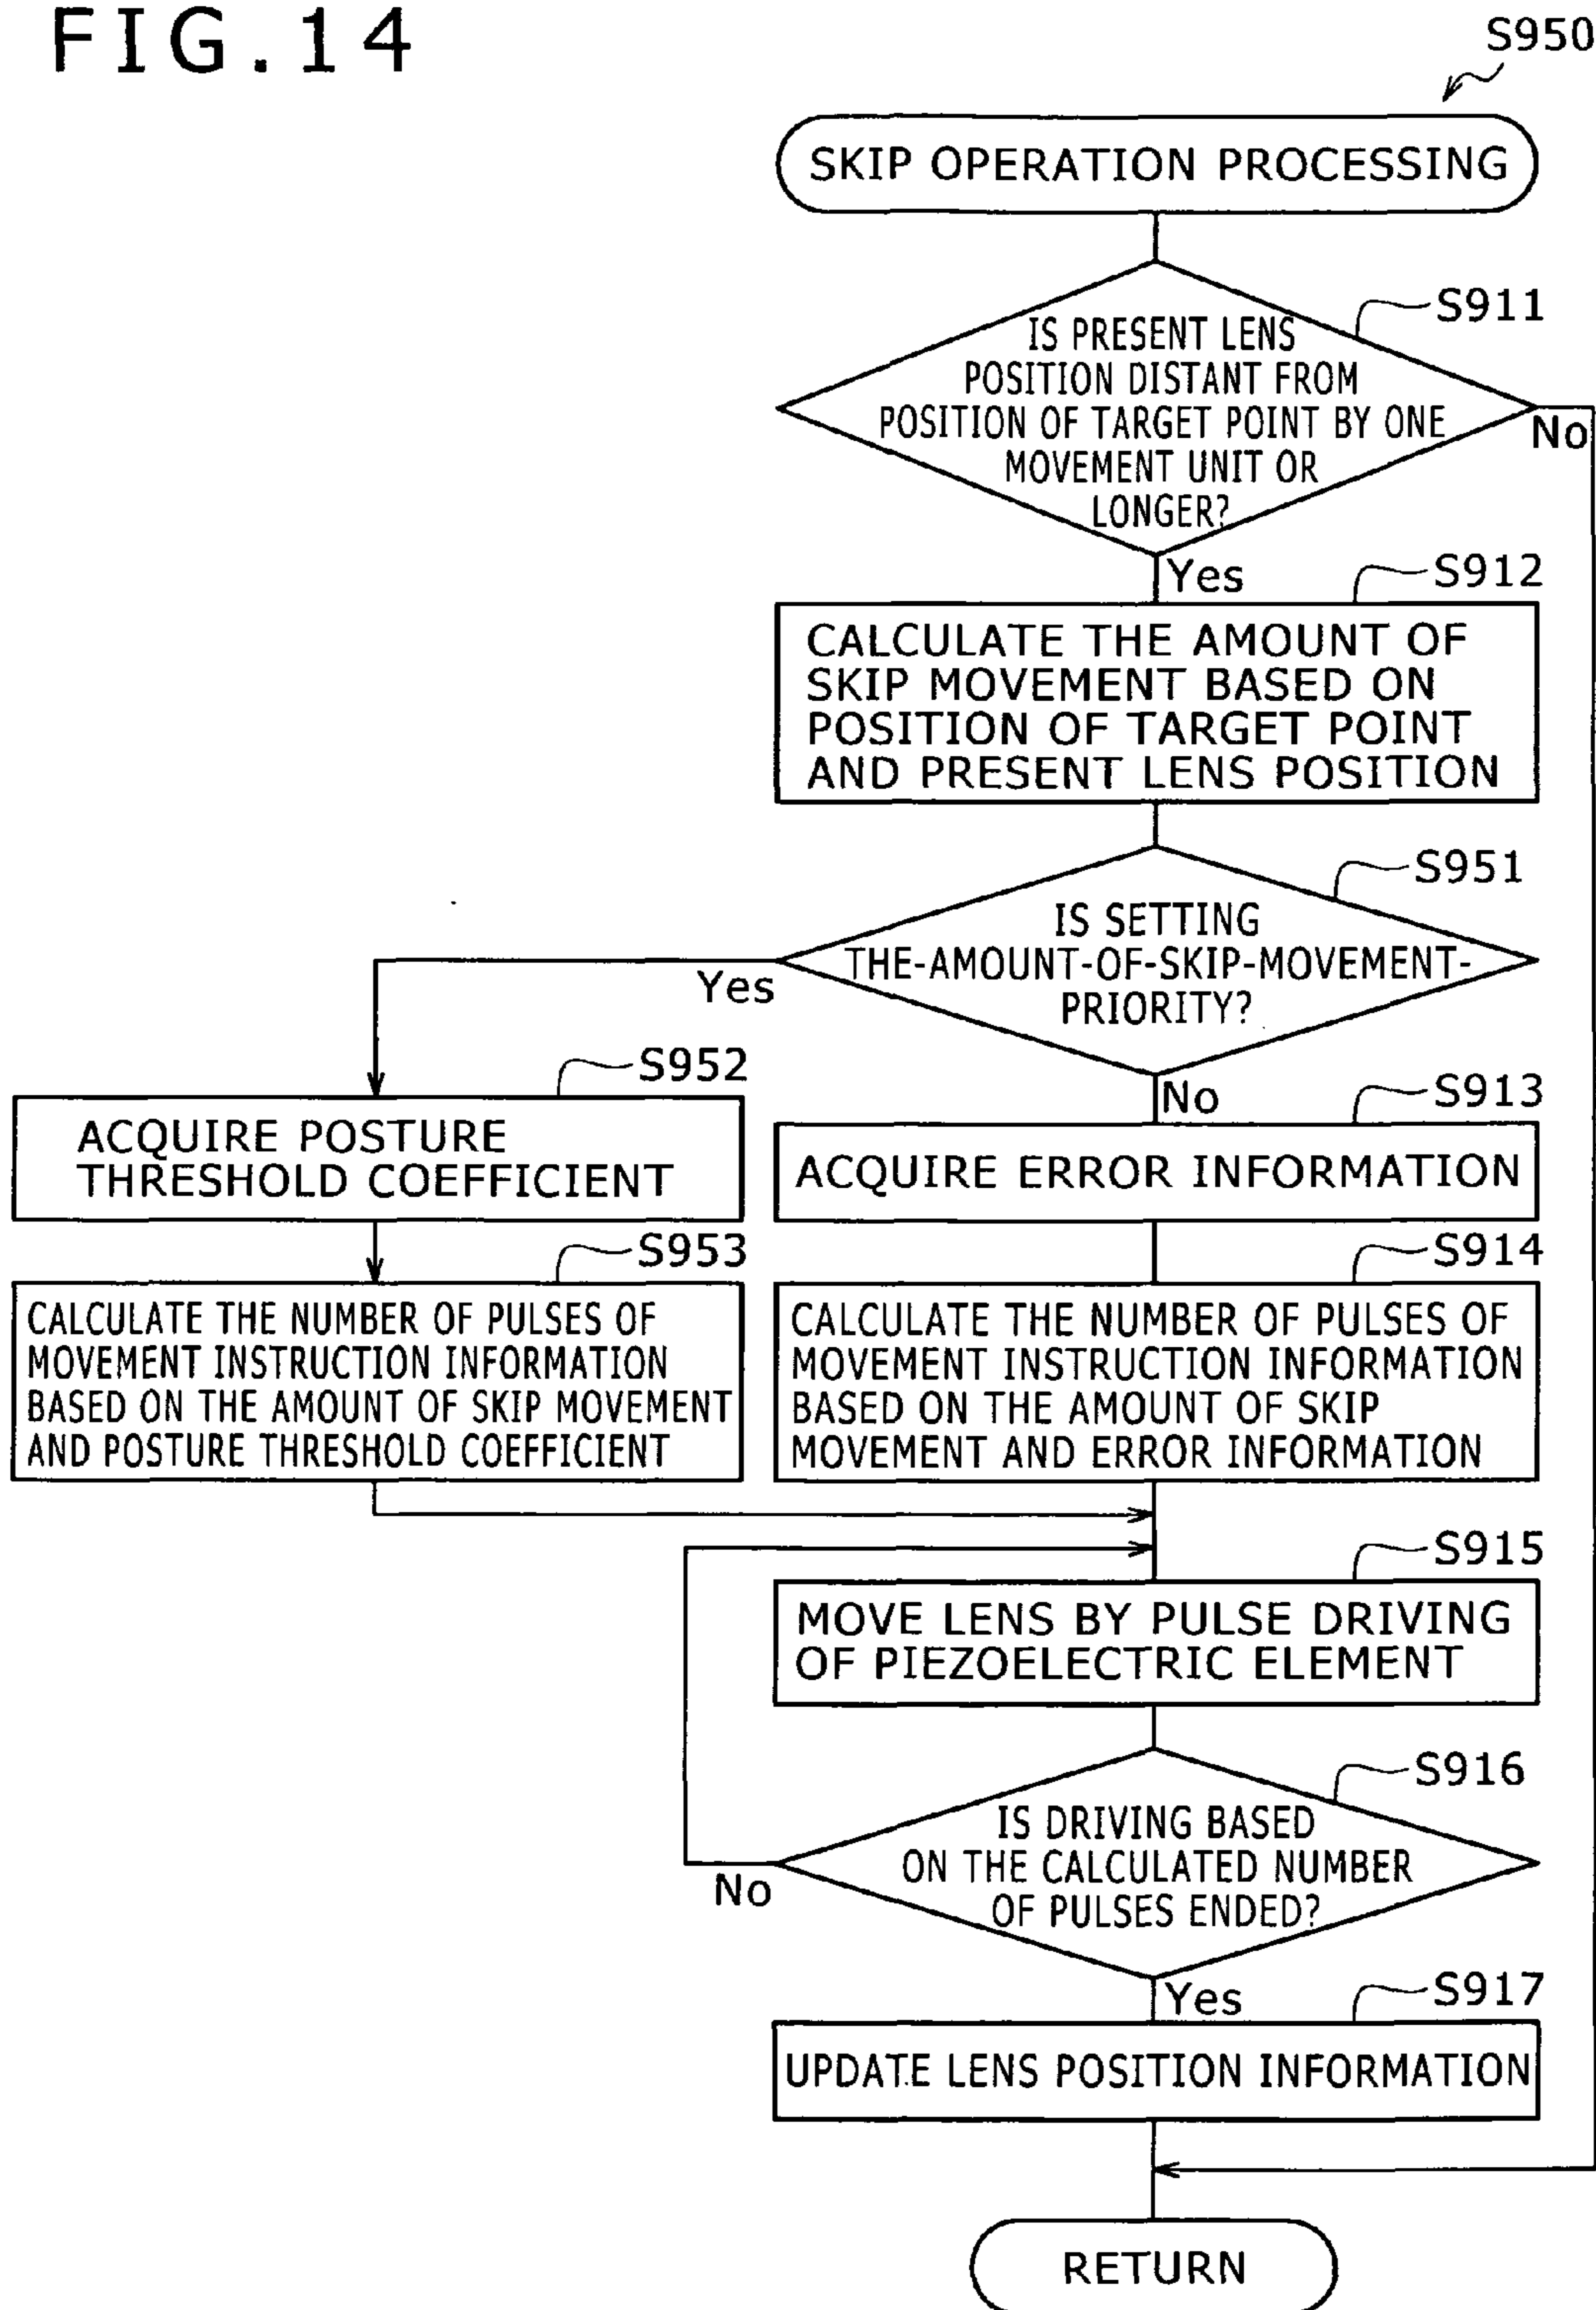 FIG.14
S950
SKIP OPERATION PROCESSING
S911
IS PRESENT LENS
POSITION DISTANT FROM
POSITION OF TARGET POINT BY ONE
MOVEMENT UNIT OR
LONGER?
No
Yes
S912
CALCULATE THE AMOUNT OF
SKIP MOVEMENT BASED ON
POSITION OF TARGET POINT
AND PRESENT LENS POSITION
S951
IS SETTING
THE-AMOUNT-OF-SKIP-MOVEMENT-
PRIORITY?
Yes
No
S952
ACQUIRE POSTURE
THRESHOLD COEFFICIENT
S913
ACQUIRE ERROR INFORMATION
S953
CALCULATE THE NUMBER OF PULSES OF
MOVEMENT INSTRUCTION INFORMATION
BASED ON THE AMOUNT OF SKIP MOVEMENT
AND POSTURE THRESHOLD COEFFICIENT
S914
CALCULATE THE NUMBER OF PULSES OF
MOVEMENT INSTRUCTION INFORMATION
BASED ON THE AMOUNT OF SKIP
MOVEMENT AND ERROR INFORMATION
S915
MOVE LENS BY PULSE DRIVING
OF PIEZOELECTRIC ELEMENT
S916
IS DRIVING BASED
ON THE CALCULATED NUMBER
OF PULSES ENDED?
No
Yes
S917
UPDATE LENS POSITION INFORMATION
RETURN